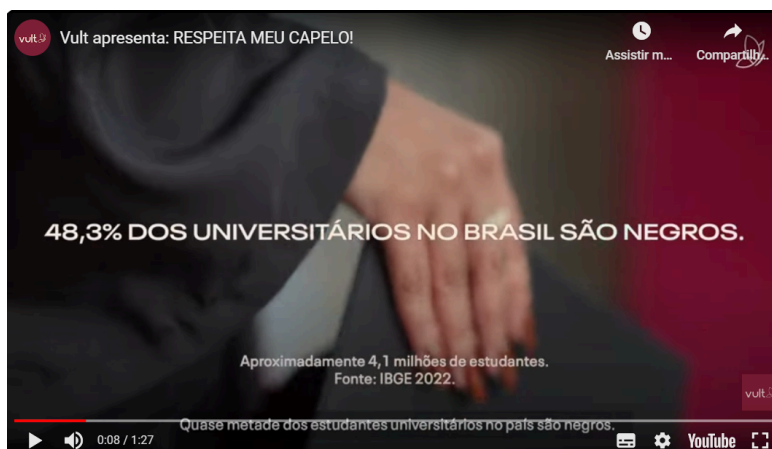 vult
Vult apresenta: RESPEITA MEU CAPELO!
Assistir m...
Compartilh...
48,3% DOS UNIVERSITÁRIOS NO BRASIL SÃO NEGROS.
Aproximadamente 4,1 milhões de estudantes.
Fonte: IBGE 2022.
vult
Quase metade dos estudantes universitários no país são negros.
0:08 / 1:27
YouTube